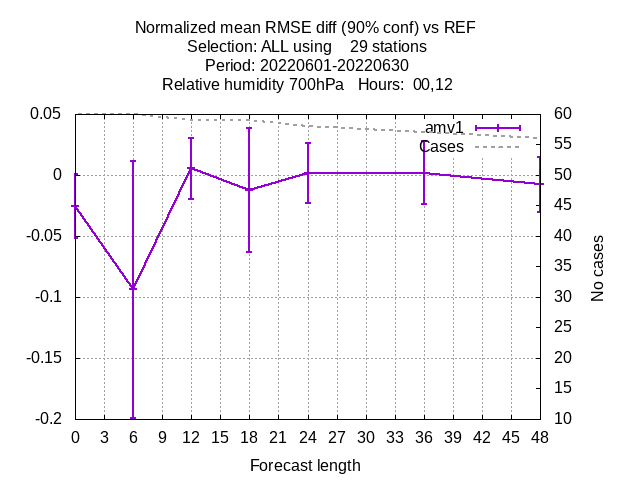 Normalized mean RMSE diff (90% conf) vs REF
Selection: ALL using    29 stations
Period: 20220601-20220630
Relative humidity 700hPa   Hours:  00,12
amv1
Cases
0.05
0
-0.05
-0.1
-0.15
-0.2
60
55
50
45
40
35
30
25
20
15
10
No cases
0 3 6 9 12 15 18 21 24 27 30 33 36 39 42 45 48
Forecast length